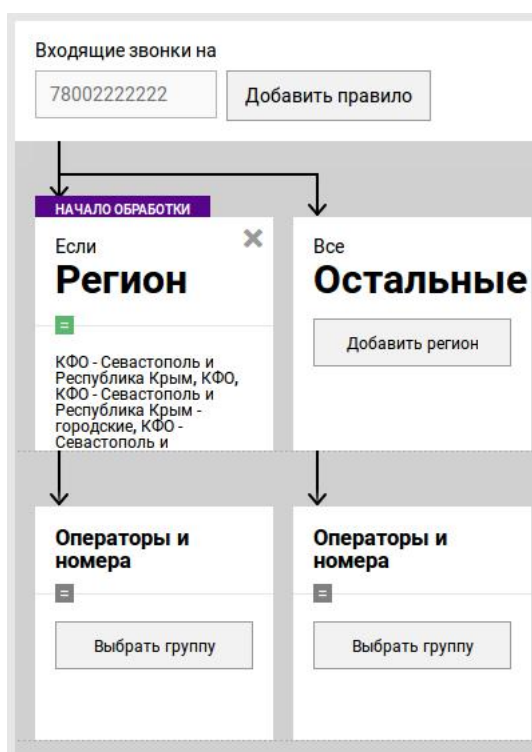 Входящие звонки на
78002222222
Добавить правило
НАЧАЛО ОБРАБОТКИ
Если
Регион
=
КФО - Севастополь и
Республика Крым, КФО,
КФО - Севастополь и
Республика Крым -
городские, КФО -
Севастополь и
Все
Остальные
Добавить регион
Операторы и
номера
=
Выбрать группу
Операторы и
номера
=
Выбрать группу